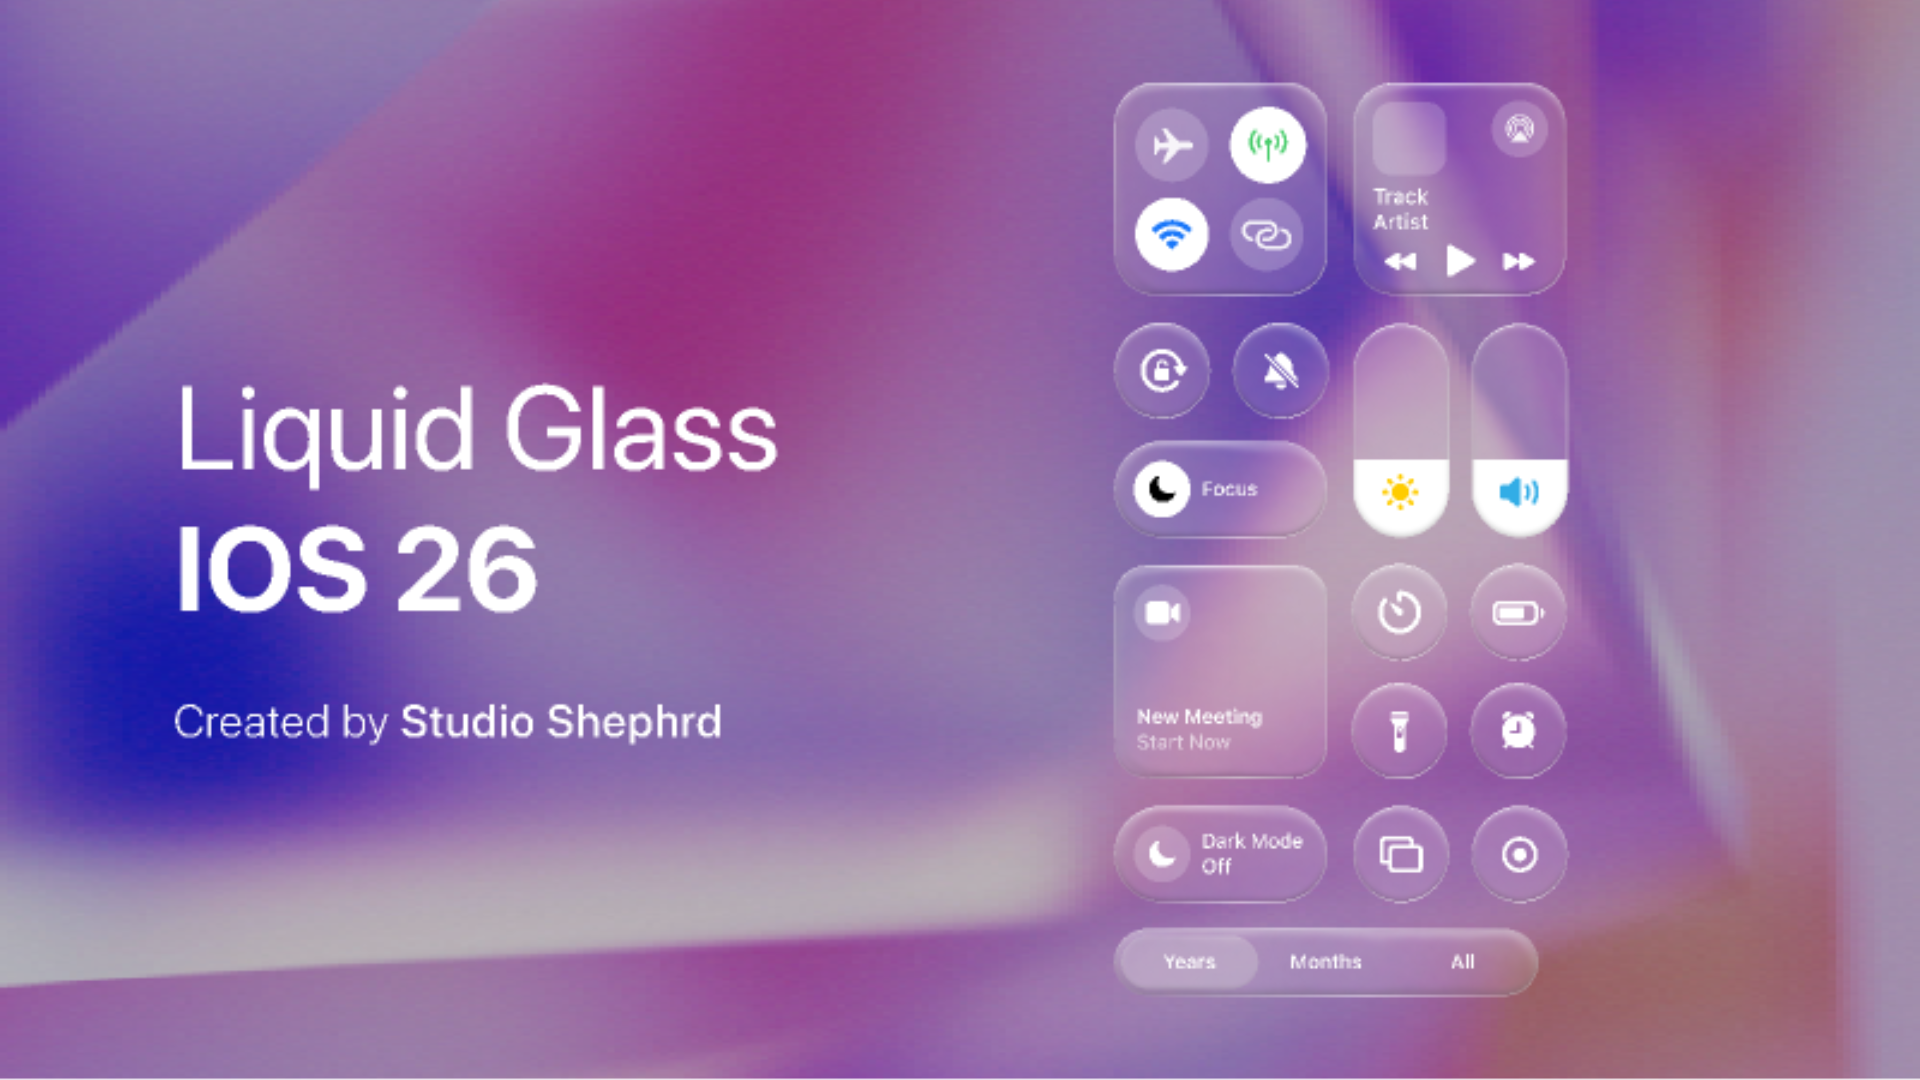 Liquid Glass
IOS 26
Created by Studio Shephrd
Track
Artist
Focus
New Meeting
Start Now
Dark Mode
Off
Years Months All